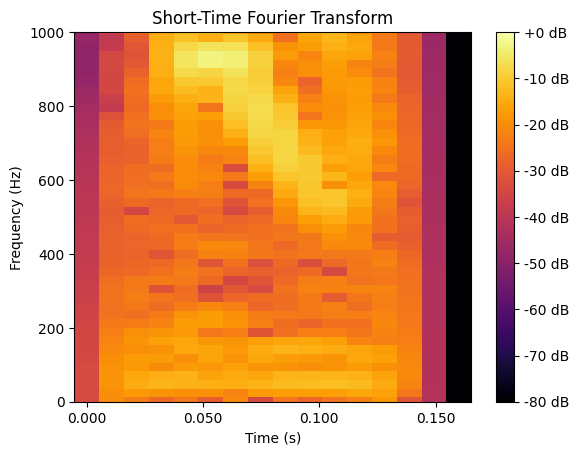 Short-Time Fourier Transform
1000
800
600
400
200
0
Frequency (Hz)
0.000
0.050
0.100
0.150
Time (s)
+0 dB
-10 dB
-20 dB
-30 dB
-40 dB
-50 dB
-60 dB
-70 dB
-80 dB